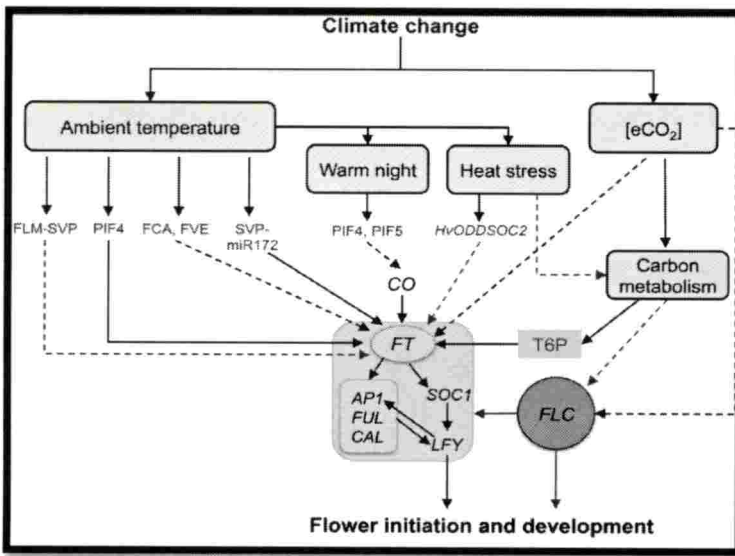 Climate change
Ambient temperature
[eCO₂]
Warm night
Heat stress
FLM-SVP
PIF4
FCA, FVE
SVP-
miR172
PIF4, PIF5
HvODDSOC2
CO
Carbon
metabolism
FT
T6P
AP1
FUL
CAL
SOC1
LFY
FLC
Flower initiation and development